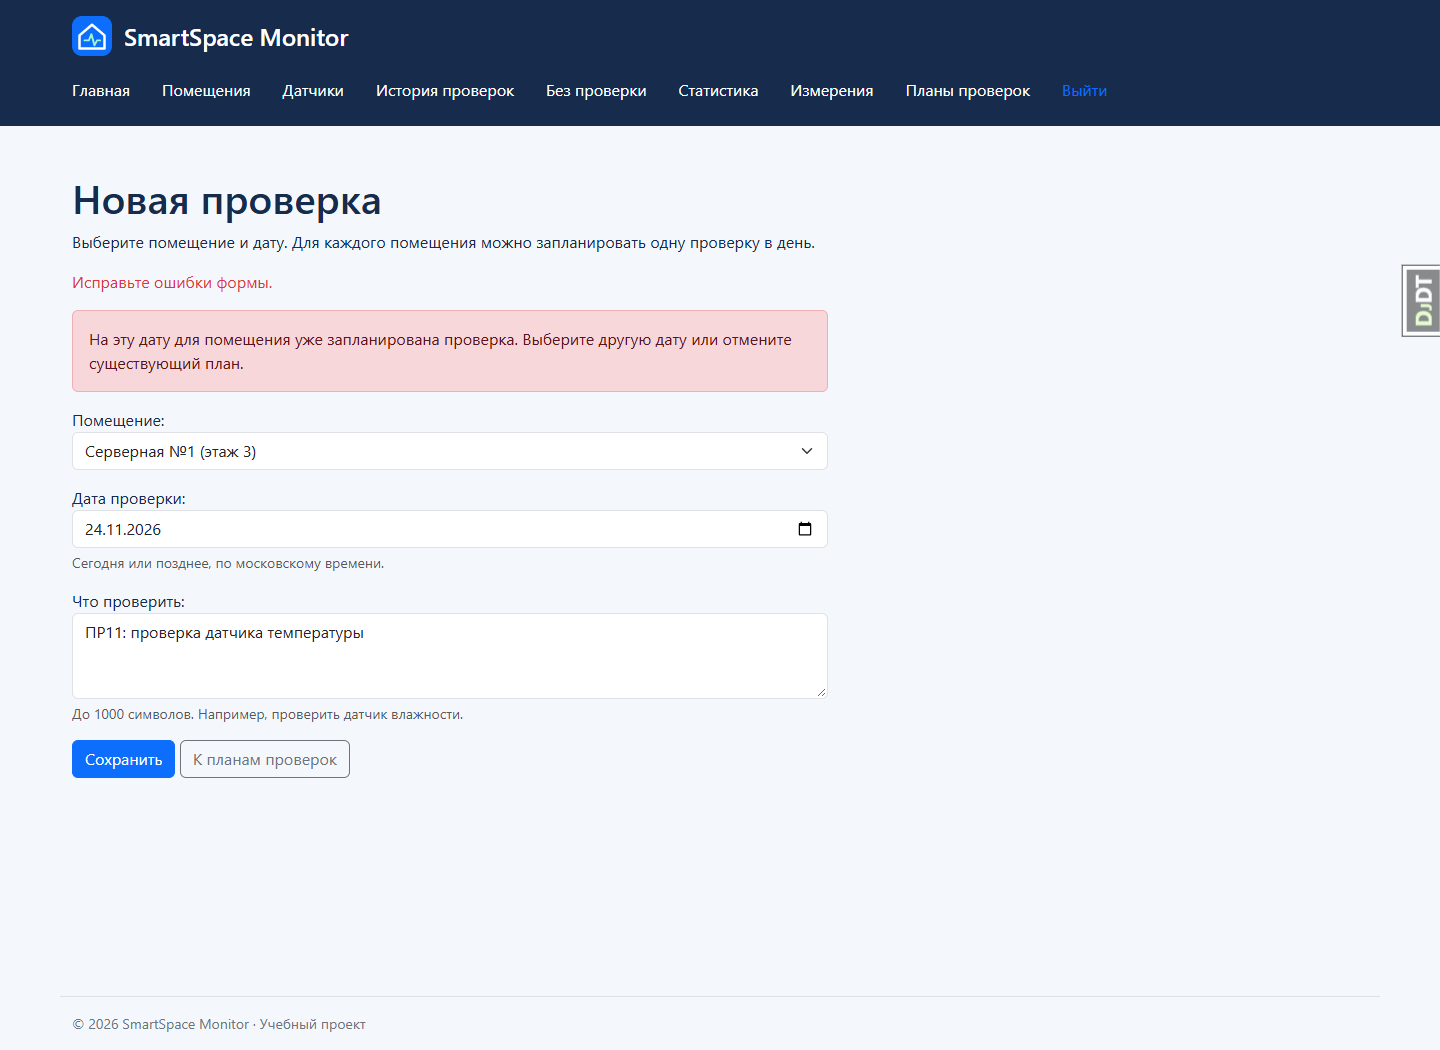 SmartSpace Monitor
Главная Помещения Датчики История проверок Без проверки Статистика Измерения Планы проверок Выйти
Новая проверка
Выберите помещение и дату. Для каждого помещения можно запланировать одну проверку в день.
Исправьте ошибки формы.
DJDT
На эту дату для помещения уже запланирована проверка. Выберите другую дату или отмените
существующий план.
Помещение:
Серверная №1 (этаж 3)
Дата проверки:
24.11.2026
Сегодня или позднее, по московскому времени.
Что проверить:
ПР11: проверка датчика температуры
До 1000 символов. Например, проверить датчик влажности.
Сохранить К планам проверок
© 2026 SmartSpace Monitor · Учебный проект